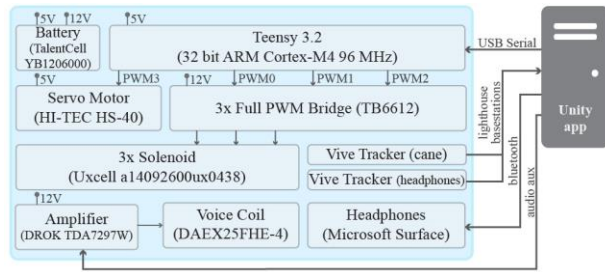 5V 12V
Battery
(TalentCell
YB1206000)
5V
Teensy 3.2
(32 bit ARM Cortex-M4 96 MHz)
USB Serial
5V
PWM3
12V
PWM0
PWM1
PWM2
Servo Motor
(HI-TEC HS-40)
3x Full PWM Bridge (TB6612)
Unity
app
lighthouse
basestations
bluetooth
audio aux
3x Solenoid
(Uxcell a14092600ux0438)
Vive Tracker (cane)
Vive Tracker (headphones)
12V
Amplifier
(DROK TDA7297W)
Voice Coil
(DAEX25FHE-4)
Headphones
(Microsoft Surface)